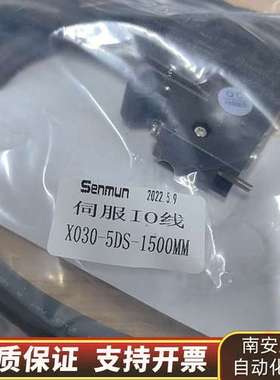 QC
Senmun 2022.5.9
伺服IO线
X030-5DS-1500MM
质保证 支持开票
南安
自动化